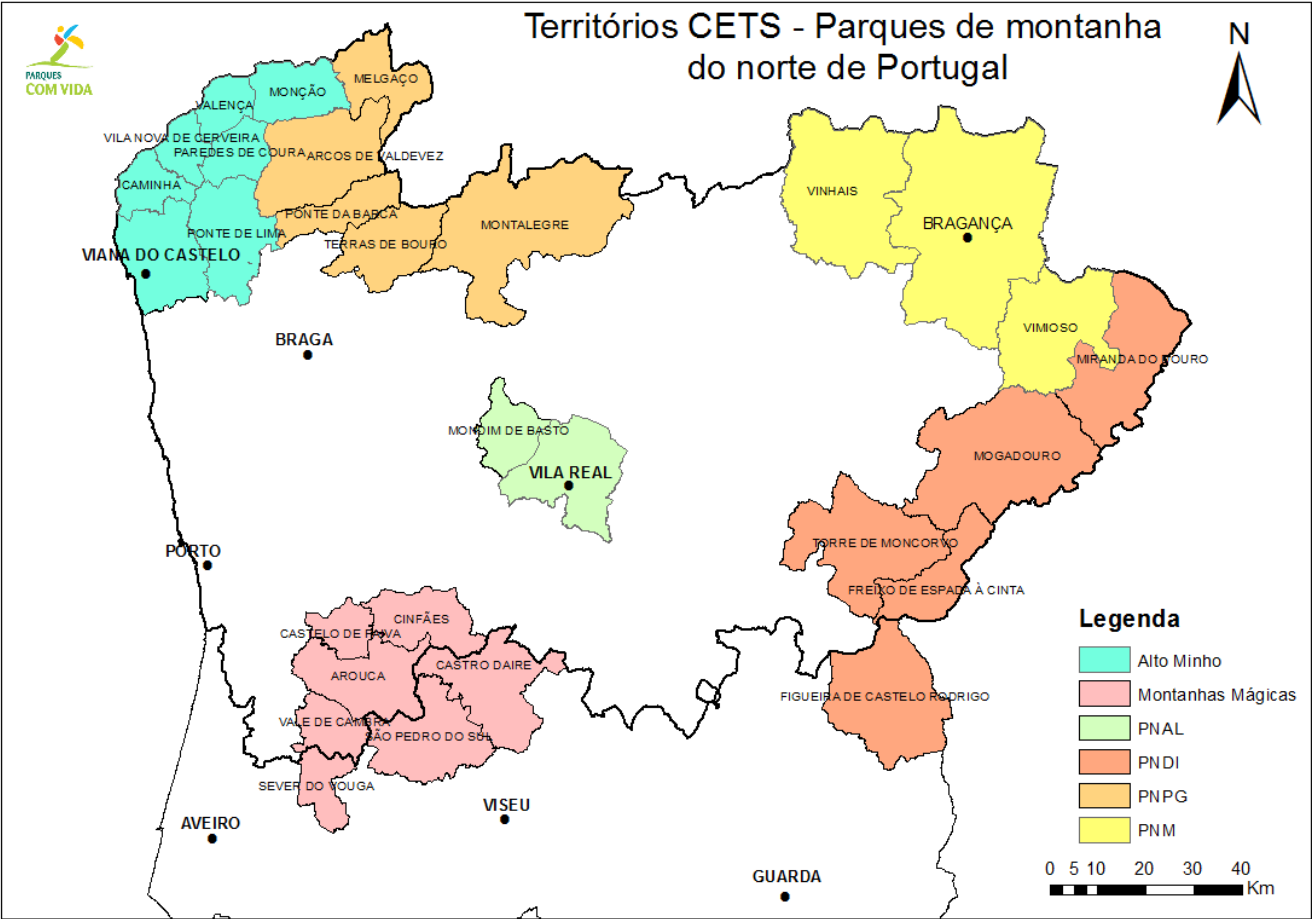 Territórios CETS - Parques de montanha
do norte de Portugal
N
PARQUES
COM VIDA
MELGAÇO
MONÇÃO
VALENÇA
VILA NOVA DE CERVEIRA
PAREDES DE COURA
ARCOS DE VALDEVEZ
CAMINHA
PONTE DA BARCA
PONTE DE LIMA
TERRAS DE BOURO
MONTALEGRE
VIANA DO CASTELO
VINHAIS
BRAGANÇA
VIMIOSO
MIRANDA DO DOURO
BRAGA
MONDIM DE BASTO
VILA REAL
MOGADOURO
PORTO
TORRE DE MONCORVO
FREIXO DE ESPADA À CINTA
CINFÃES
CASTELO DE PAIVA
CASTRO DAIRE
AROUCA
FIGUEIRA DE CASTELO RODRIGO
VALE DE CAMBRA
SÃO PEDRO DO SUL
SEVER DO VOUGA
VISEU
AVEIRO
GUARDA
Legenda
Alto Minho
Montanhas Mágicas
PNAL
PNDI
PNPG
PNM
0 5 10 20 30 40
Km